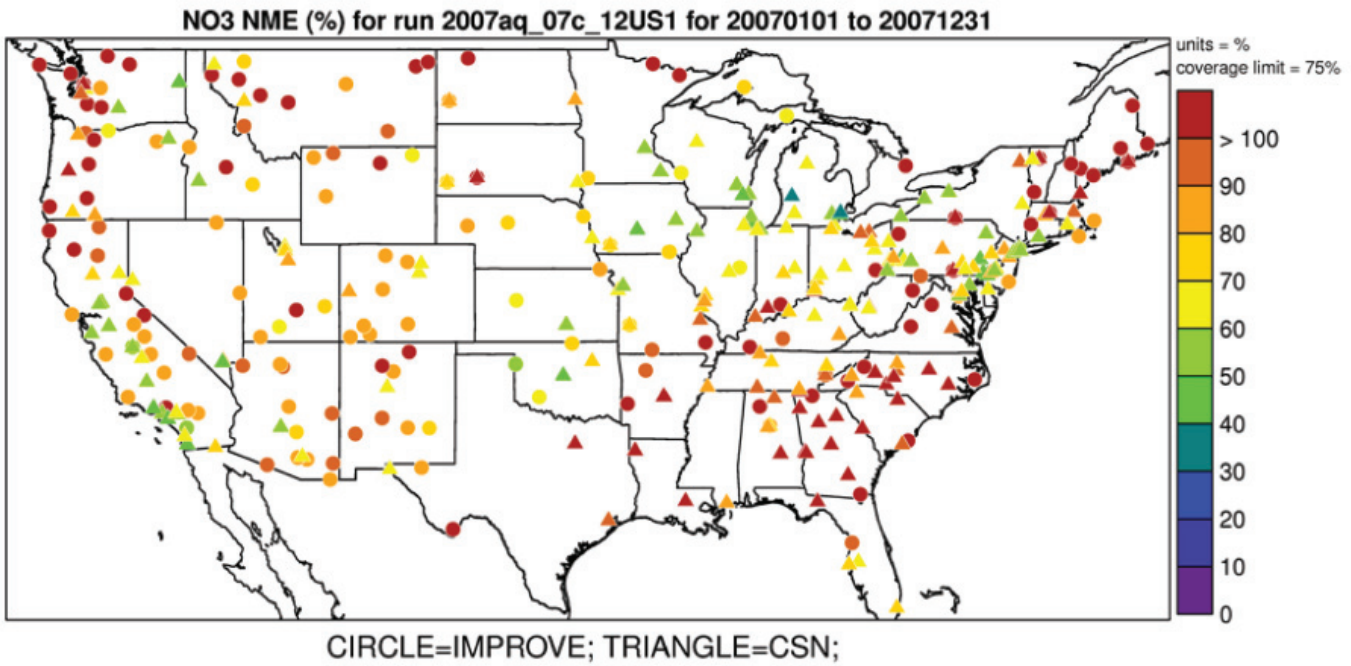 NO3 NME (%) for run 2007aq_07c_12US1 for 20070101 to 20071231
units = %
coverage limit = 75%
> 100
90
80
70
60
50
40
30
20
10
0
CIRCLE=IMPROVE; TRIANGLE=CSN;